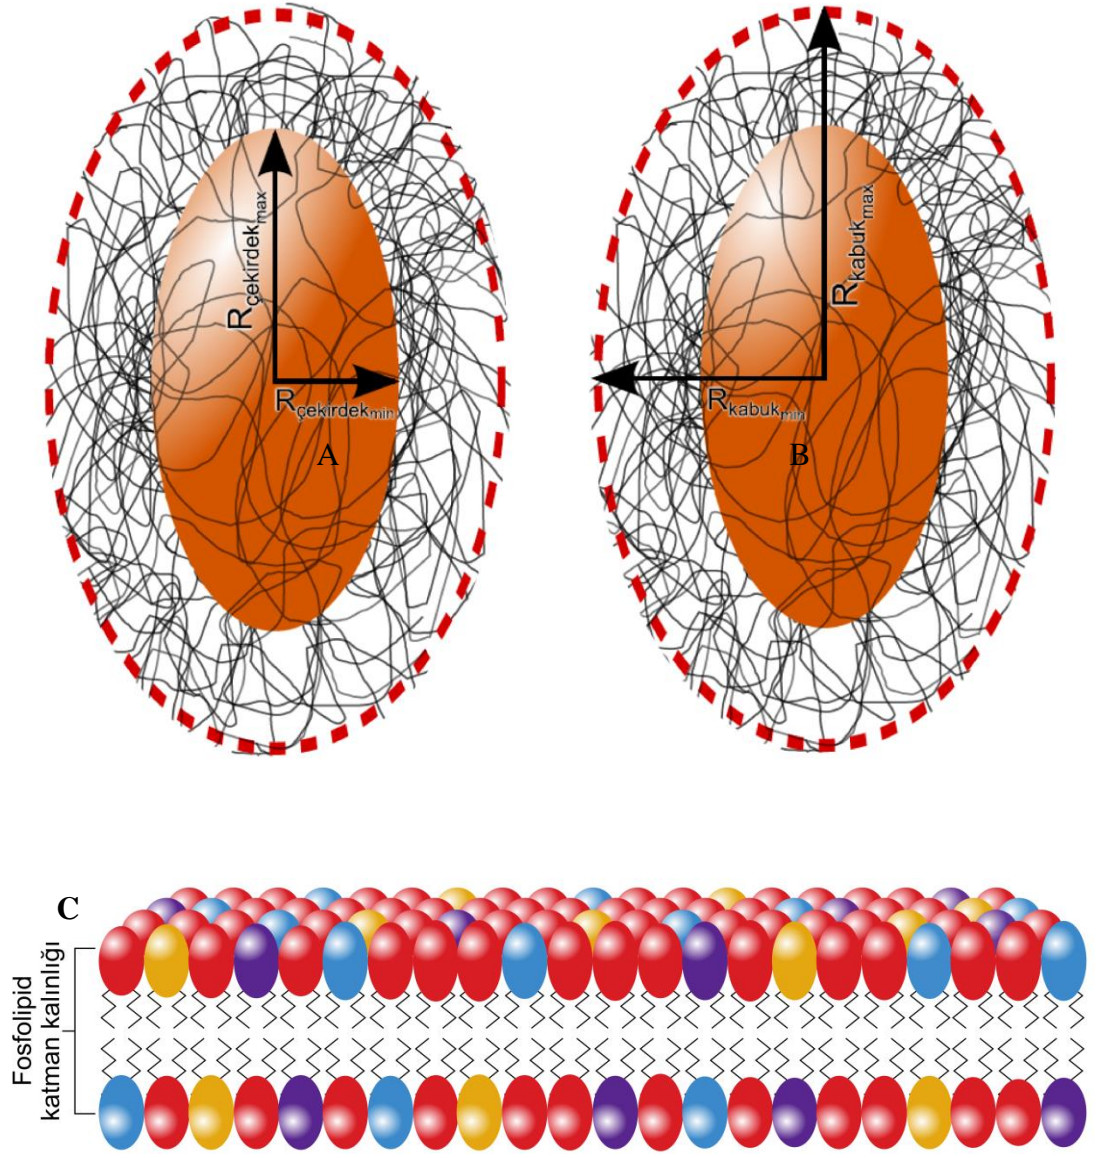 Rçekirdekmax
Rçekirdekmin
A
Rkabukmax
Rkabukmin
B
C
Fosfolipid
katman kalınlığı